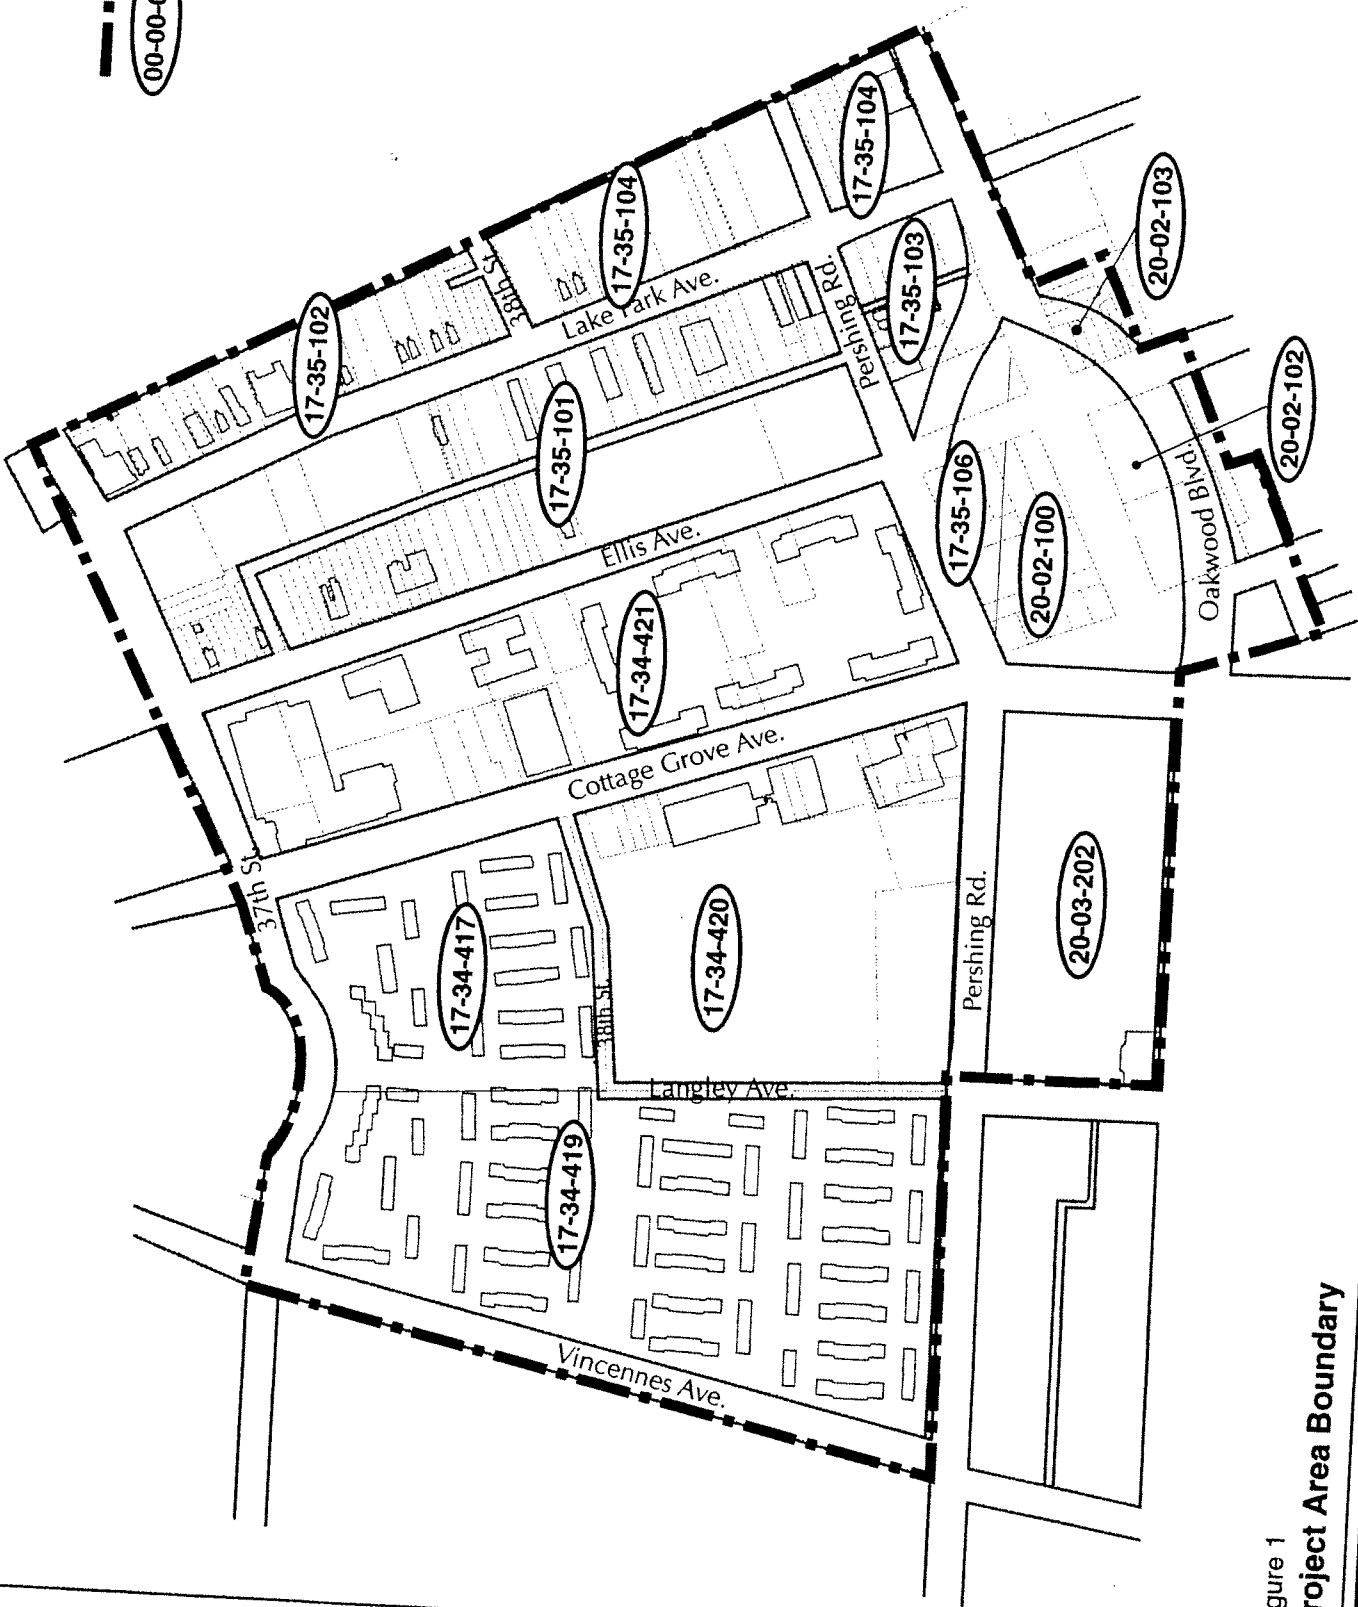 00-00-0
17-35-104
17-35-104
17-35-102
38th St.
Lake Park Ave.
17-35-103
Pershing Rd.
20-02-103
20-02-102
17-35-101
17-35-106
20-02-100
Oakwood Blvd.
Ellis Ave.
17-34-421
Cottage Grove Ave.
37th St.
17-34-417
38th St.
17-34-420
Pershing Rd.
20-03-202
Langley Ave.
17-34-419
Vincennes Ave.
gure 1
roject Area Boundary